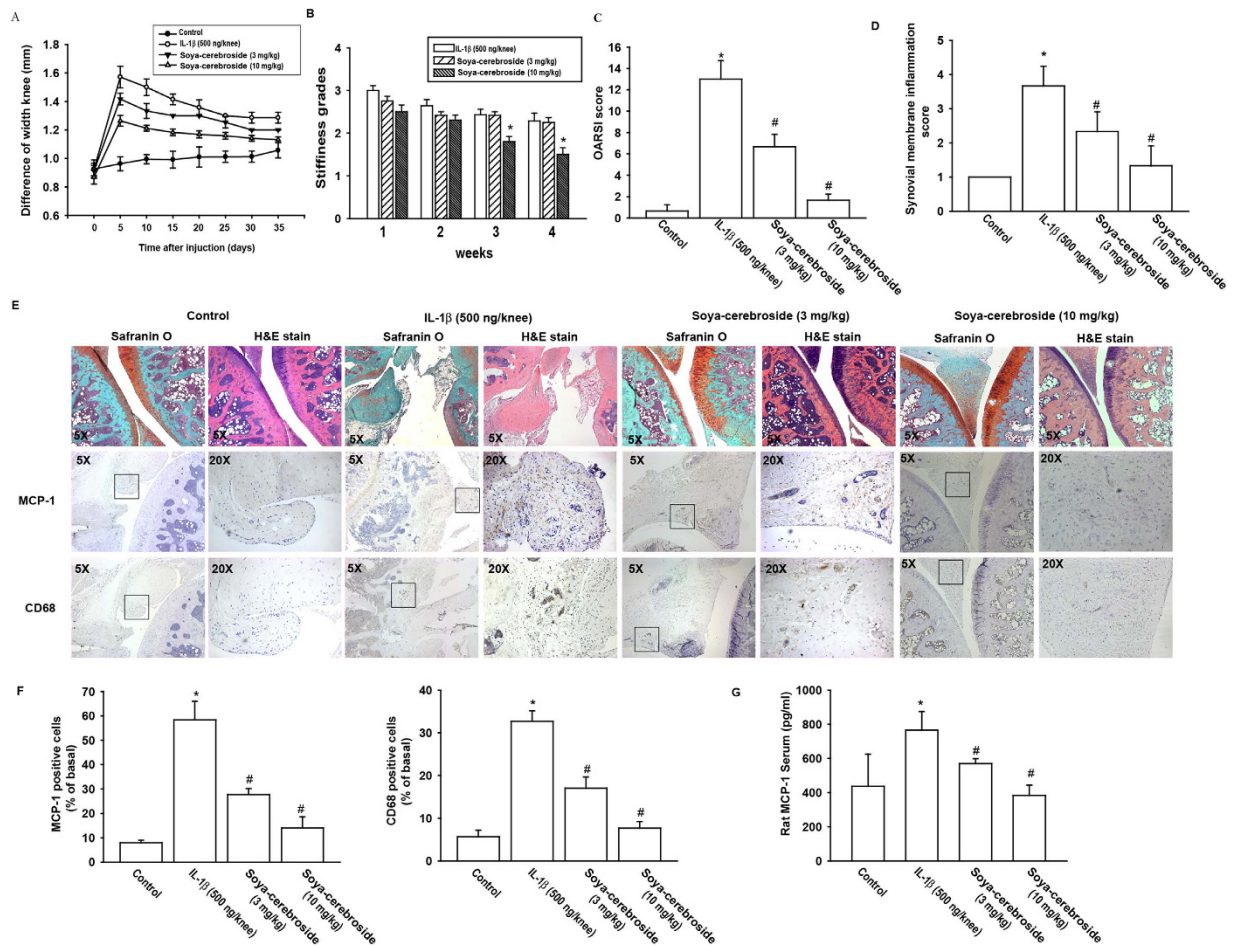 A
Control
IL-1β (500 ng/knee)
Soya-cerebroside (3 mg/kg)
Soya-cerebroside (10 mg/kg)
Difference of width knee (mm)
1.8
1.6
1.4
1.2
1.0
0.8
0.6
0 5 10 15 20 25 30 35
Time after injection (days)
B
IL-1β (500 ng/knee)
Soya-cerebroside (3 mg/kg)
Soya-cerebroside (10 mg/kg)
Stiffiness grades
4
3
2
1
0
* *
1 2 3 4
weeks
C
OARSI score
16
14
12
10
8
6
4
2
0
*
#
#
Control
IL-1β (500 ng/knee)
Soya-cerebroside
(3 mg/kg)
Soya-cerebroside
(10 mg/kg)
D
Synovial membrane inflammation
score
5
4
3
2
1
0
*
#
#
Control
IL-1β (500 ng/knee)
Soya-cerebroside
(3 mg/kg)
Soya-cerebroside
(10 mg/kg)
E
Control IL-1β (500 ng/knee) Soya-cerebroside (3 mg/kg) Soya-cerebroside (10 mg/kg)
Safranin O H&E stain Safranin O H&E stain Safranin O H&E stain Safranin O H&E stain
5X 5X 5X 5X 5X 5X 5X 5X
MCP-1
5X 20X 5X 20X 5X 20X 5X 20X
CD68
5X 20X 5X 20X 5X 20X 5X 20X
F
MCP-1 positive cells
(% of basal)
70
60
50
40
30
20
10
0
*
#
#
Control
IL-1β (500 ng/knee)
Soya-cerebroside
(3 mg/kg)
Soya-cerebroside
(10 mg/kg)
CD68 positive cells
(% of basal)
40
30
20
10
0
*
#
#
Control
IL-1β (500 ng/knee)
Soya-cerebroside
(3 mg/kg)
Soya-cerebroside
(10 mg/kg)
G
Rat MCP-1 Serum (pg/ml)
1000
800
600
400
600
0
*
#
#
Control
IL-1β (500 ng/knee)
Soya-cerebroside
(3 mg/kg)
Soya-cerebroside
(10 mg/kg)